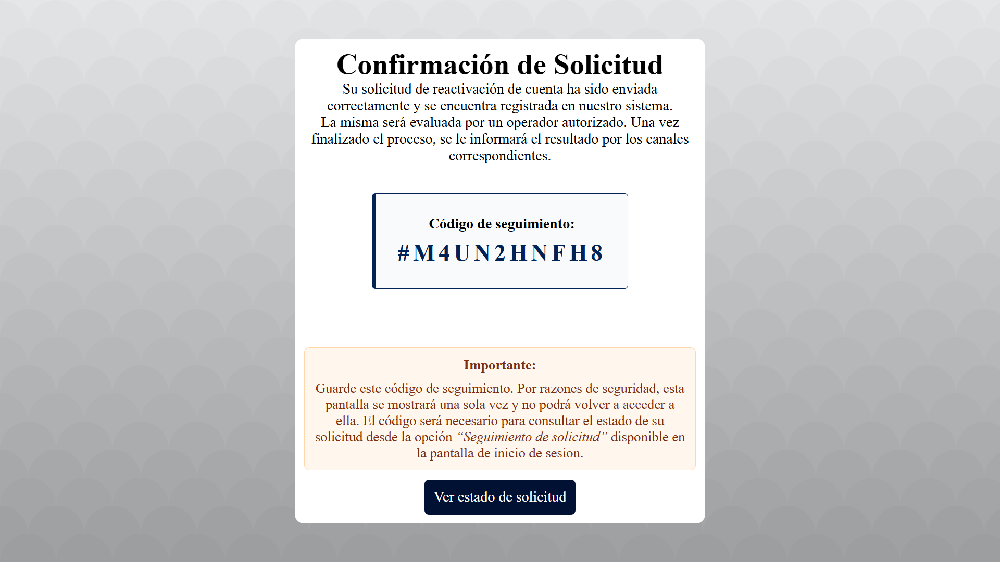 Confirmación de Solicitud
Su solicitud de reactivación de cuenta ha sido enviada
correctamente y se encuentra registrada en nuestro sistema.
La misma será evaluada por un operador autorizado. Una vez
finalizado el proceso, se le informará el resultado por los canales
correspondientes.
Código de seguimiento:
#M4UN2HNFH8
Importante:
Guarde este código de seguimiento. Por razones de seguridad, esta
pantalla se mostrará una sola vez y no podrá volver a acceder a
ella. El código será necesario para consultar el estado de su
solicitud desde la opción “Seguimiento de solicitud” disponible en
la pantalla de inicio de sesion.
Ver estado de solicitud